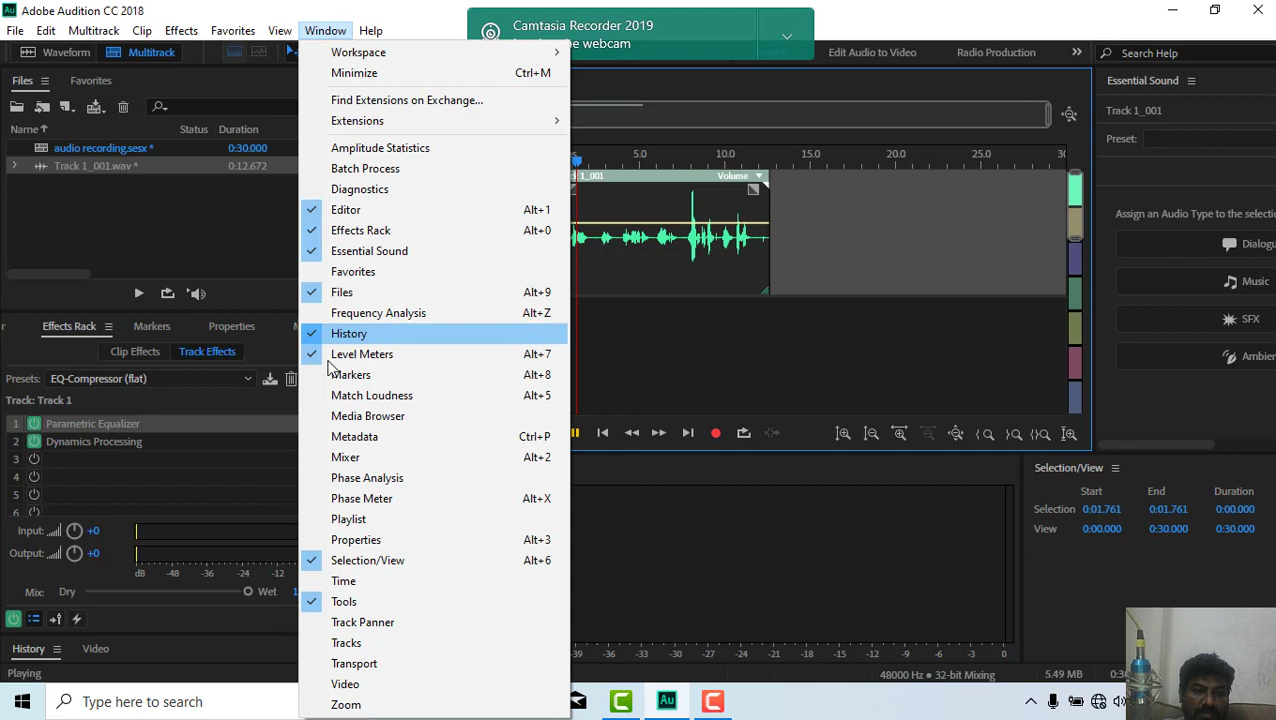 Au Adobe Audition CC 2018
File Edit Multitrack Clip Effects Favorites View Window Help
Camtasia Recorder 2019
the webcam
Waveform Multitrack
Edit Audio to Video Radio Production Search Help
Files Favorites
Essential Sound
Track 1_001
Preset:
Name Status Duration
audio recording.sesx * 0:30.000
Track 1_001.wav * 0:12.672
5.0 10.0 20.0 25.0
1_001 Volume
Assign an Audio Type to the selectio
Dialogu
Music
SFX
Ambien
Workspace
Minimize Ctrl+M
Find Extensions on Exchange...
Extensions
Amplitude Statistics
Batch Process
Diagnostics
Editor Alt+1
Effects Rack Alt+0
Essential Sound
Favorites
Files Alt+9
Frequency Analysis Alt+Z
History
Level Meters Alt+7
Markers Alt+8
Match Loudness Alt+5
Media Browser
Metadata Ctrl+P
Mixer Alt+2
Phase Analysis
Phase Meter Alt+X
Playlist
Properties Alt+3
Selection/View Alt+6
Time
Tools
Track Panner
Tracks
Transport
Video
Zoom
Effects Rack Markers Properties
Clip Effects Track Effects
Presets: EQ-Compressor (flat)
Track: Track 1
1 Parametric Equalizer
2 Dynamics Processing
3
4
5
6
Input: +0
Output: +0
dB -48 -36 -24
Mix: Dry Wet
History Video
Playing
Selection/View
Start End Duration
Selection 0:01.761 0:01.761 0:00.000
View 0:00.000 0:30.000 0:30.000
-39 -36 -33 -30 -27 -24 -21 -18 -15 -12 -9 -6 -3 0
48000 Hz • 32-bit Mixing 5.49 MB
Type here to search
Au